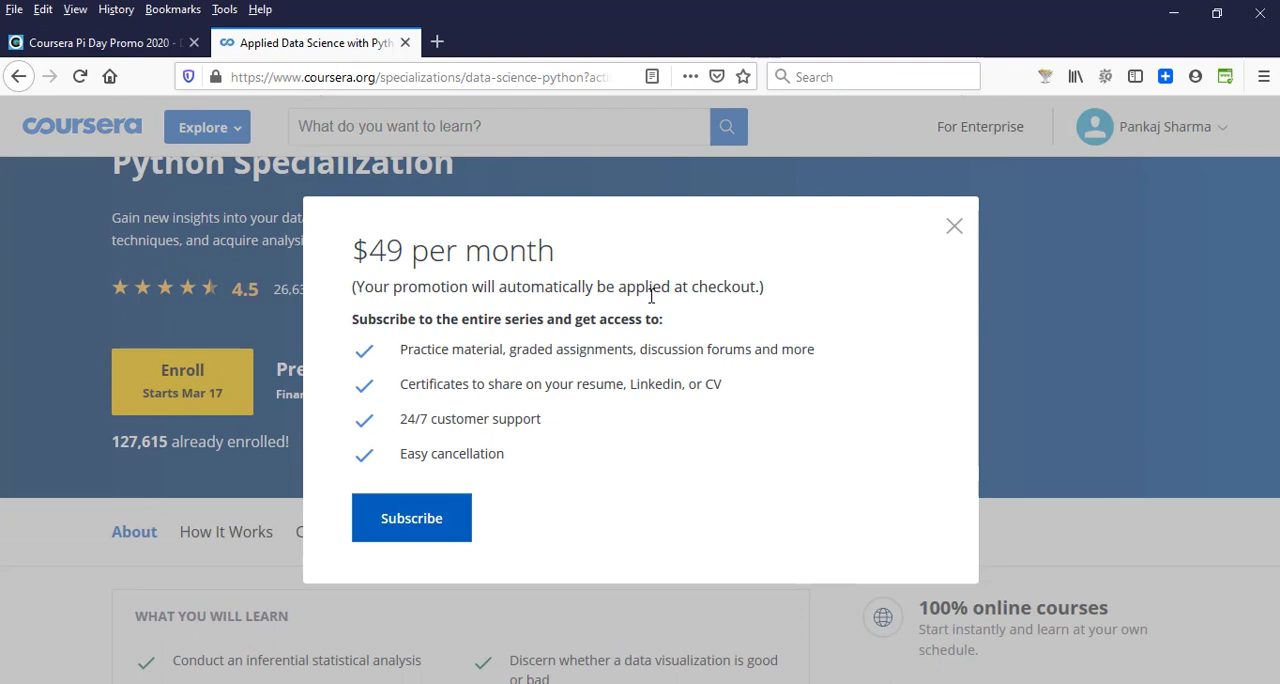 File Edit View History Bookmarks Tools Help
Coursera Pi Day Promo 2020 -
Applied Data Science with Pyth
https://www.coursera.org/specializations/data-science-python?acti
Search
coursera
Explore
What do you want to learn?
For Enterprise
Pankaj Sharma
Python Specialization
Gain new insights into your data
techniques, and acquire analysi
4.5 26,63
Enroll
Starts Mar 17
Finan
127,615 already enrolled!
$49 per month
(Your promotion will automatically be applied at checkout.)
Subscribe to the entire series and get access to:
Practice material, graded assignments, discussion forums and more
Certificates to share on your resume, Linkedin, or CV
24/7 customer support
Easy cancellation
Subscribe
About How It Works
WHAT YOU WILL LEARN
Conduct an inferential statistical analysis
Discern whether a data visualization is good
or bad
100% online courses
Start instantly and learn at your own
schedule.